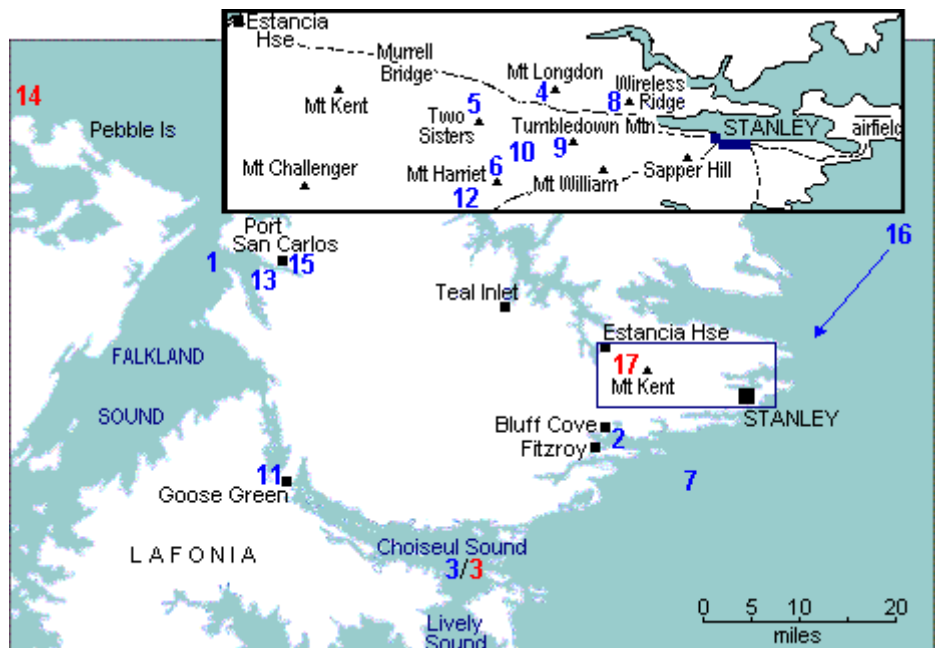 Estancia
Hse
Murrell
Bridge
Mt Longdon
4
Wireless
Ridge
8
Mt Kent
5
Two
Sisters
Tumbledown Mtn
10
9
STANLEY
airfield
Mt Challenger
Mt Harriet
6
12
Mt William
Sapper Hill
14
Pebble Is
Port
San Carlos
1
13
15
16
Teal Inlet
Estancia Hse
17
Mt Kent
STANLEY
FALKLAND
SOUND
Bluff Cove
2
Fitzroy
7
11
Goose Green
LAFONIA
Choiseul Sound
3/3
Lively
Sound
0 5 10 20
miles